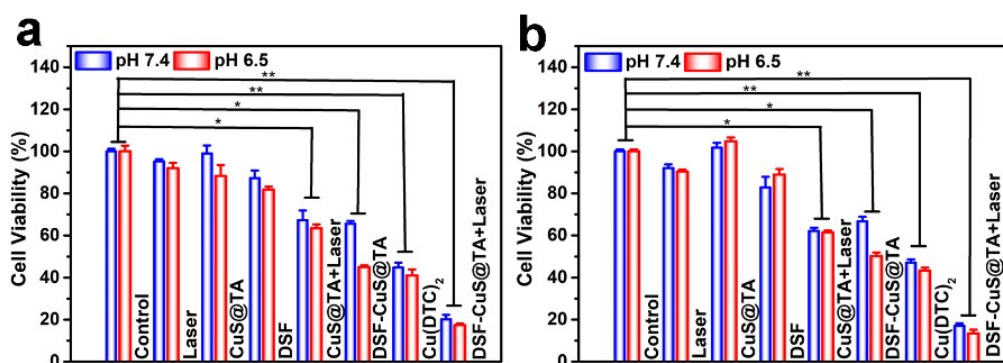 a
pH 7.4 pH 6.5
Cell Viability (%)
140
120
100
80
60
40
20
0
**
**
*
*
Control
Laser
CuS@TA
DSF
CuS@TA+Laser
DSF-CuS@TA
Cu(DTC)2
DSF-CuS@TA+Laser
b
pH 7.4 pH 6.5
Cell Viability (%)
140
120
100
80
60
40
20
0
**
**
*
*
Control
Laser
CuS@TA
DSF
CuS@TA+Laser
DSF-CuS@TA
Cu(DTC)2
DSF-CuS@TA+Laser